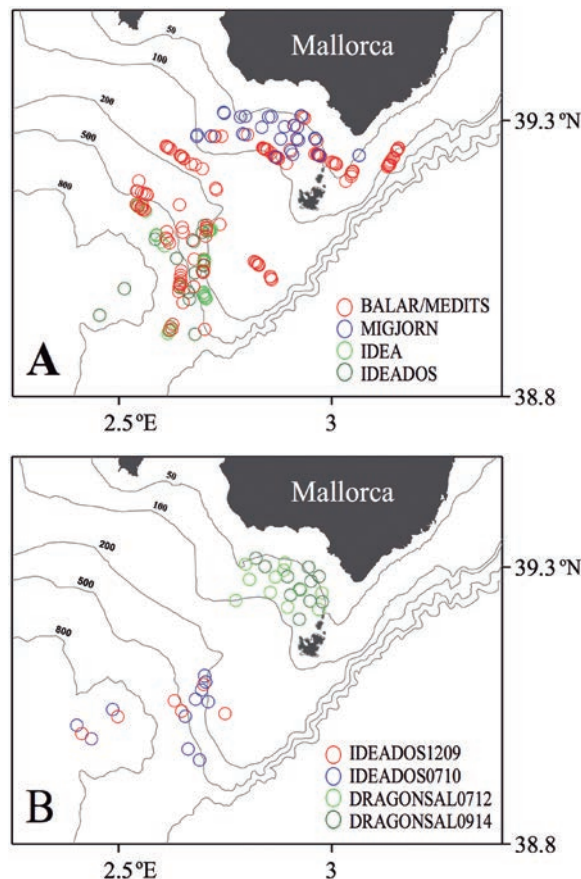 Mallorca
50
100
200
500
800
39.3 ºN
BALAR/MEDITS
MIGJORN
IDEA
IDEADOS
A
38.8
2.5 ºE
3
Mallorca
50
100
200
500
800
39.3 ºN
IDEADOS1209
IDEADOS0710
DRAGONSAL0712
DRAGONSAL0914
B
38.8
2.5 ºE
3